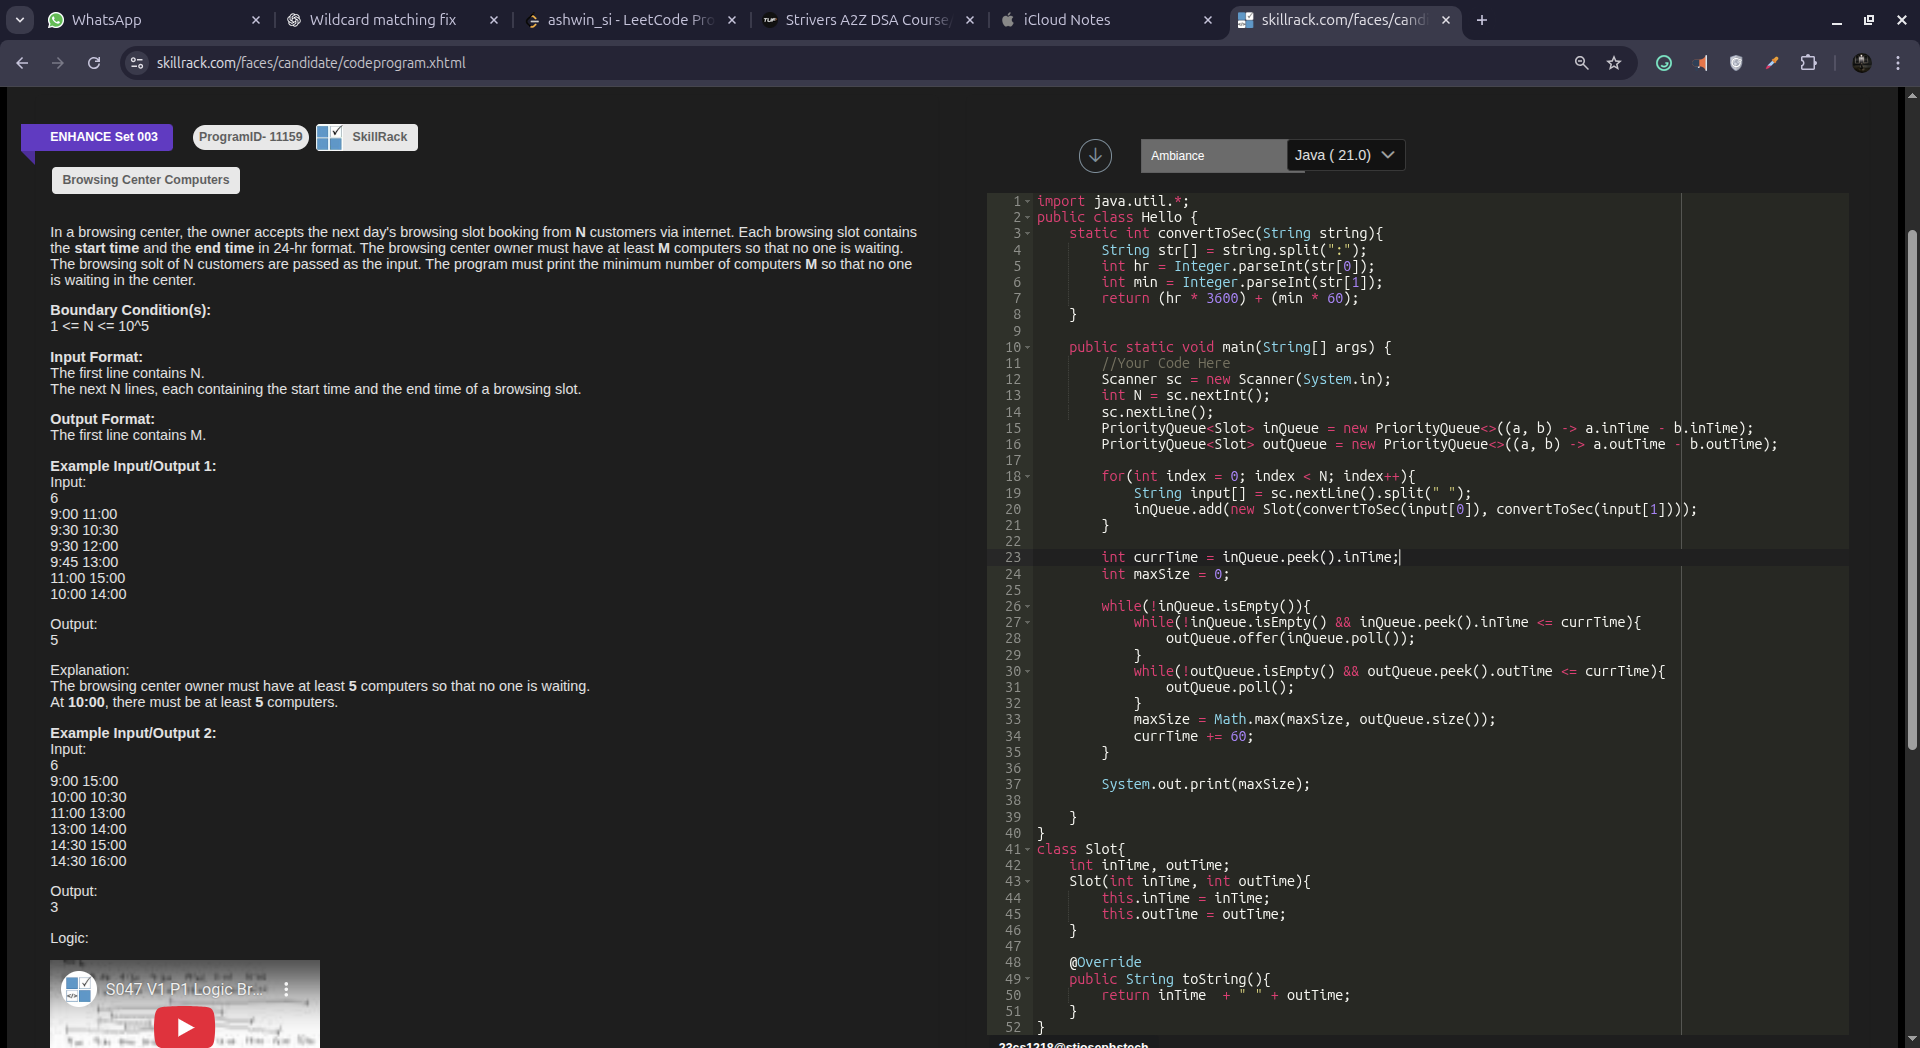 WhatsApp
Wildcard matching fix
ashwin_si - LeetCode Pro
Strivers A2Z DSA Course
iCloud Notes
skillrack.com/faces/cand
skillrack.com/faces/candidate/codeprogram.xhtml
ENHANCE Set 003
ProgramID- 11159
SkillRack
Browsing Center Computers
In a browsing center, the owner accepts the next day's browsing slot booking from N customers via internet. Each browsing slot contains
the start time and the end time in 24-hr format. The browsing center owner must have at least M computers so that no one is waiting.
The browsing solt of N customers are passed as the input. The program must print the minimum number of computers M so that no one
is waiting in the center.
Boundary Condition(s):
1 <= N <= 10^5
Input Format:
The first line contains N.
The next N lines, each containing the start time and the end time of a browsing slot.
Output Format:
The first line contains M.
Example Input/Output 1:
Input:
6
9:00 11:00
9:30 10:30
9:30 12:00
9:45 13:00
11:00 15:00
10:00 14:00
Output:
5
Explanation:
The browsing center owner must have at least 5 computers so that no one is waiting.
At 10:00, there must be at least 5 computers.
Example Input/Output 2:
Input:
6
9:00 15:00
10:00 10:30
11:00 13:00
13:00 14:00
14:30 15:00
14:30 16:00
Output:
3
Logic:
S047 V1 P1 Logic Br...
Ambiance
Java ( 21.0)
1 import java.util.*;
2 public class Hello {
3     static int convertToSec(String string){
4         String str[] = string.split(":");
5         int hr = Integer.parseInt(str[0]);
6         int min = Integer.parseInt(str[1]);
7         return (hr * 3600) + (min * 60);
8     }
9
10     public static void main(String[] args) {
11         //Your Code Here
12         Scanner sc = new Scanner(System.in);
13         int N = sc.nextInt();
14         sc.nextLine();
15         PriorityQueue<Slot> inQueue = new PriorityQueue<>((a, b) -> a.inTime - b.inTime);
16         PriorityQueue<Slot> outQueue = new PriorityQueue<>((a, b) -> a.outTime - b.outTime);
17
18         for(int index = 0; index < N; index++){
19             String input[] = sc.nextLine().split(" ");
20             inQueue.add(new Slot(convertToSec(input[0]), convertToSec(input[1])));
21         }
22
23         int currTime = inQueue.peek().inTime;
24         int maxSize = 0;
25
26         while(!inQueue.isEmpty()){
27             while(!inQueue.isEmpty() && inQueue.peek().inTime <= currTime){
28                 outQueue.offer(inQueue.poll());
29             }
30             while(!outQueue.isEmpty() && outQueue.peek().outTime <= currTime){
31                 outQueue.poll();
32             }
33             maxSize = Math.max(maxSize, outQueue.size());
34             currTime += 60;
35         }
36
37         System.out.print(maxSize);
38
39     }
40 }
41 class Slot{
42     int inTime, outTime;
43     Slot(int inTime, int outTime){
44         this.inTime = inTime;
45         this.outTime = outTime;
46     }
47
48     @Override
49     public String toString(){
50         return inTime  + " " + outTime;
51     }
52 }